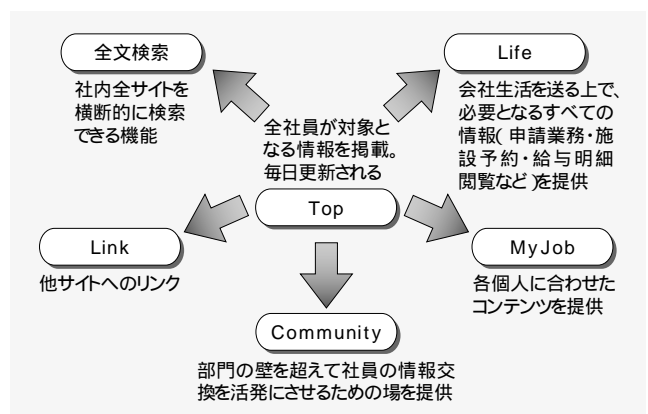 全文検索
社内全サイトを
横断的に検索
できる機能
Life
会社生活を送る上で、
必要となるすべての
情報(申請業務・施
設予約・給与明細
閲覧など)を提供
全社員が対象と
なる情報を掲載。
毎日更新される
Top
Link
他サイトへのリンク
MyJob
各個人に合わせた
コンテンツを提供
Community
部門の壁を超えて社員の情報交
換を活発にさせるための場を提供